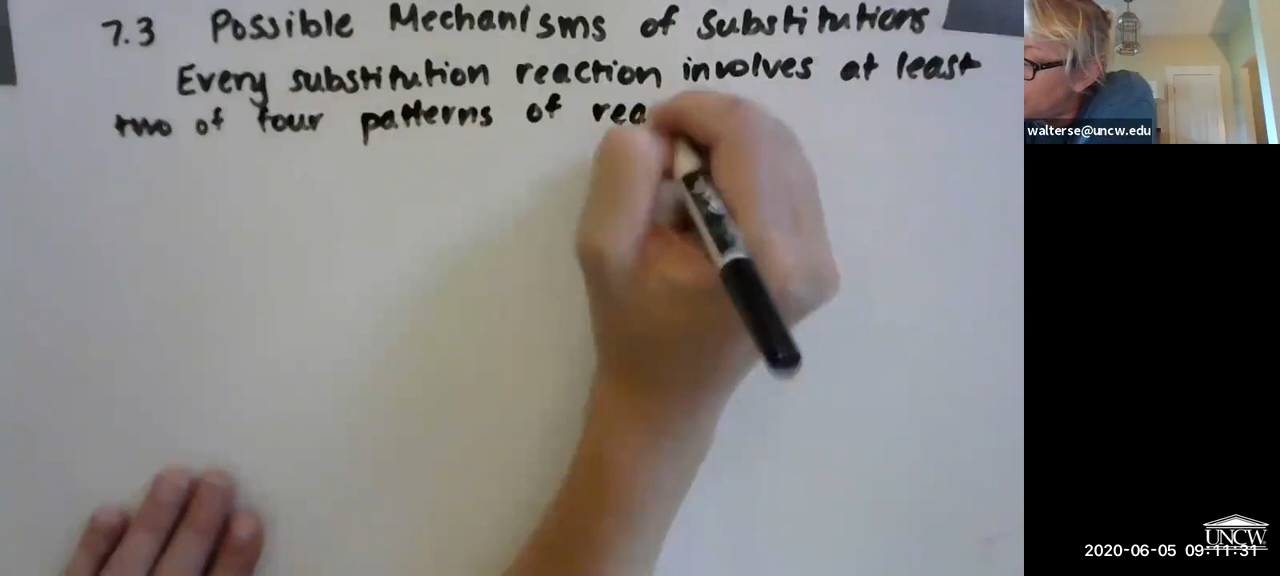 7.3 Possible Mechanisms of Substitutions
Every substitution reaction involves at least
two of four patterns of rea
walterse@uncw.edu
UNCW
2020-06-05 09:11:31